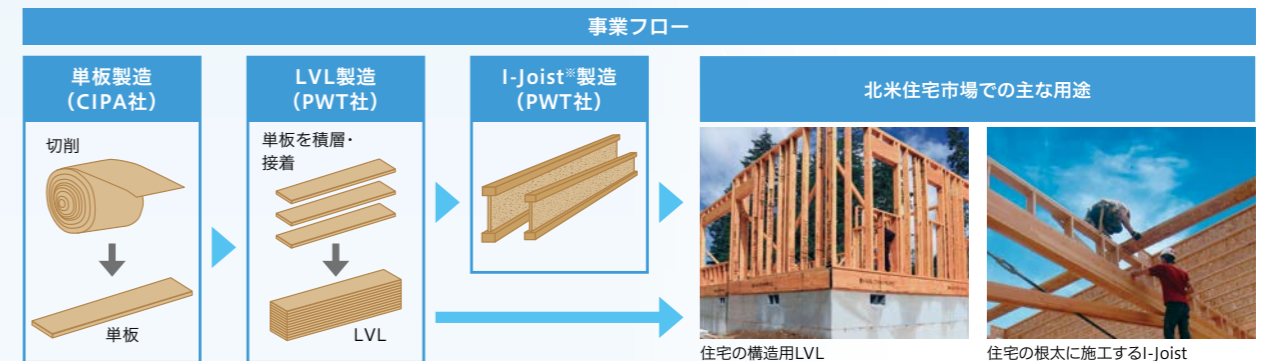 事業フロー
単板製造
（CIPA社）
切削
単板
LVL製造
（PWT社）
単板を積層・
接着
LVL
I-Joist※製造
（PWT社）
北米住宅市場での主な用途
住宅の構造用LVL
住宅の根太に施工するI-Joist